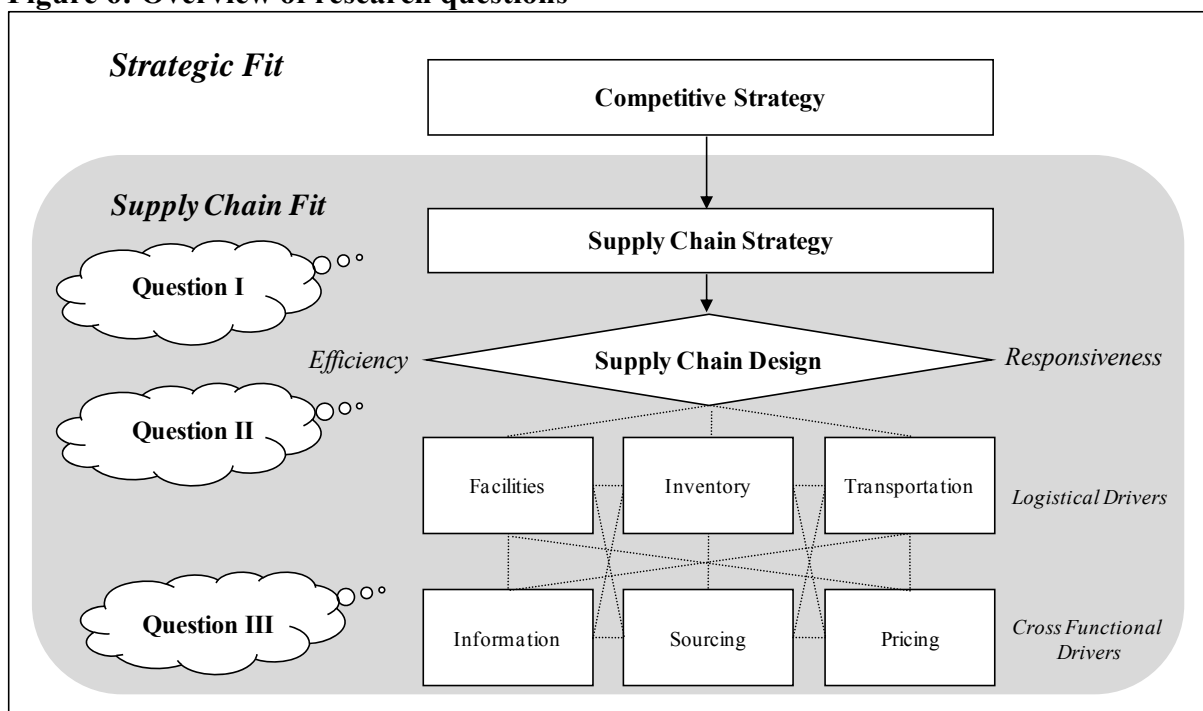 Figure 6: Overview of research questions
Strategic Fit
Competitive Strategy
Supply Chain Fit
Supply Chain Strategy
Question I
Efficiency
Supply Chain Design
Responsiveness
Question II
Facilities
Inventory
Transportation
Logistical Drivers
Question III
Information
Sourcing
Pricing
Cross Functional
Drivers